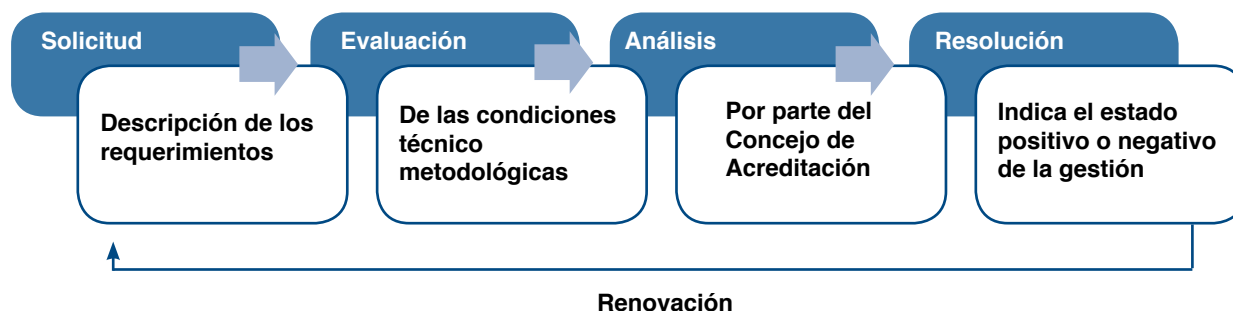 Solicitud
Descripción de los
requerimientos
Evaluación
De las condiciones
técnico
metodológicas
Análisis
Por parte del
Concejo de
Acreditación
Resolución
Indica el estado
positivo o negativo
de la gestión
Renovación